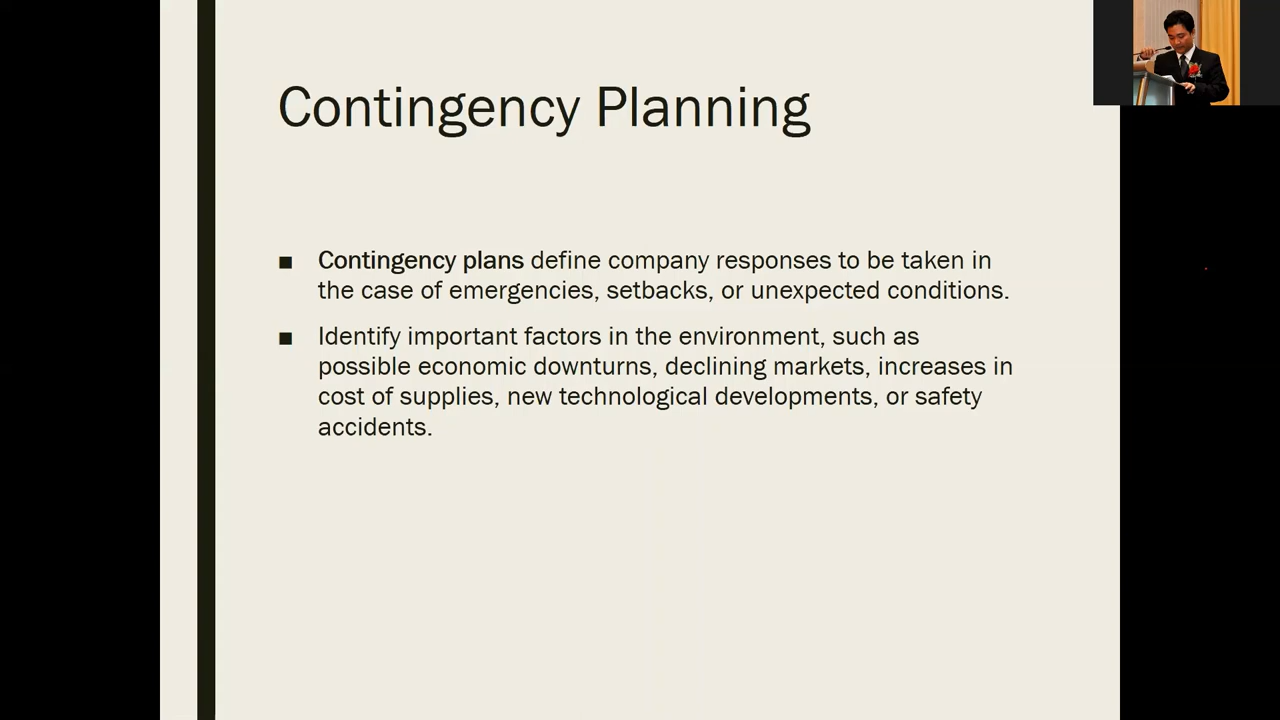 Contingency Planning
■ Contingency plans define company responses to be taken in
the case of emergencies, setbacks, or unexpected conditions.
■ Identify important factors in the environment, such as
possible economic downturns, declining markets, increases in
cost of supplies, new technological developments, or safety
accidents.